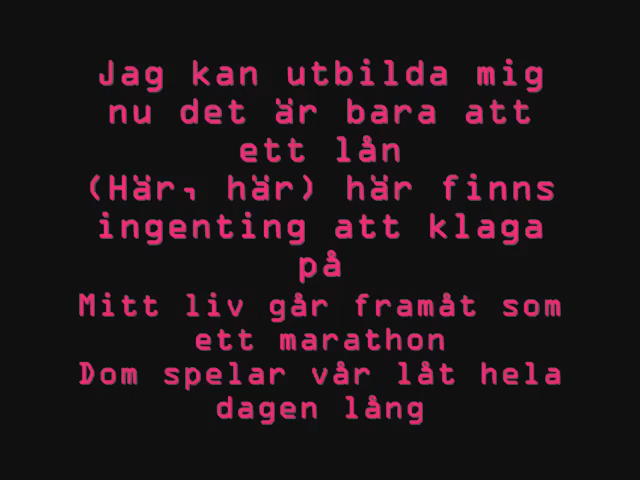 Jag kan utbilda mig
nu det är bara att
ett lån
(Här, här) här finns
ingenting att klaga
på
Mitt liv går framåt som
ett marathon
Dom spelar vår låt hela
dagen lång